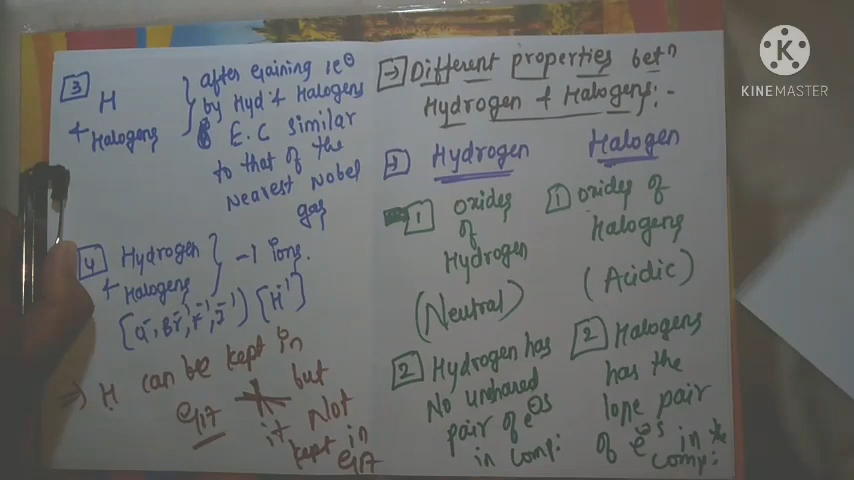 3
H
+ Halogens
after Gaining 1e⊖
by Hyd + Halogens
E.C similar
to that of the
Nearest Nobel
gas
4 Hydrogen
+ Halogens
-1 ions.
[Cl⁻, Br⁻¹, F⁻¹, I⁻¹) [H⁻¹]
⇒ H can be kept in
G17 but
it Not
kept in
G17
→ Different properties betⁿ
Hydrogen + Halogens:-
→ Hydrogen
1 oxides
of
Hydrogen
(Neutral)
2 Hydrogen has
No unshared
pair of e⊖s
in comp:
Halogen
1 oxides of
Halogens
(Acidic)
2 Halogens
has the
lone pair
of e⊖s in the
comp:
K
KINEMASTER